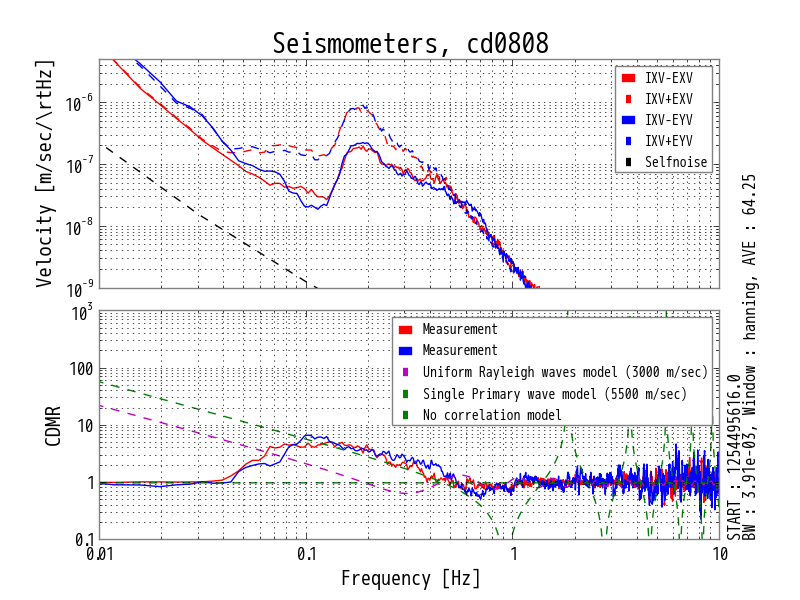 Seismometers, cd0808
Velocity [m/sec/\rtHz]
10^-6
10^-7
10^-8
10^-9
IXV-EXV
IXV+EXV
IXV-EYV
IXV+EYV
Selfnoise
CDMR
10^3
100
10
1
0.1
Measurement
Measurement
Uniform Rayleigh waves model (3000 m/sec)
Single Primary wave model (5500 m/sec)
No correlation model
0.01
0.1
1
10
Frequency [Hz]
START : 1254495616.0
BW : 3.91e-03, Window : hanning, AVE : 64.25